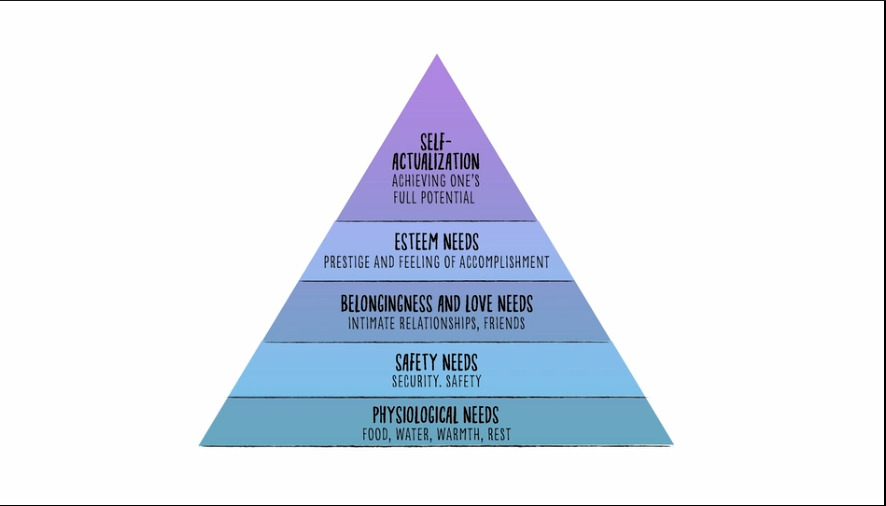 SELF-
ACTUALIZATION
ACHIEVING ONE'S
FULL POTENTIAL
ESTEEM NEEDS
PRESTIGE AND FEELING OF ACCOMPLISHMENT
BELONGINGNESS AND LOVE NEEDS
INTIMATE RELATIONSHIPS, FRIENDS
SAFETY NEEDS
SECURITY. SAFETY
PHYSIOLOGICAL NEEDS
FOOD, WATER, WARMTH, REST